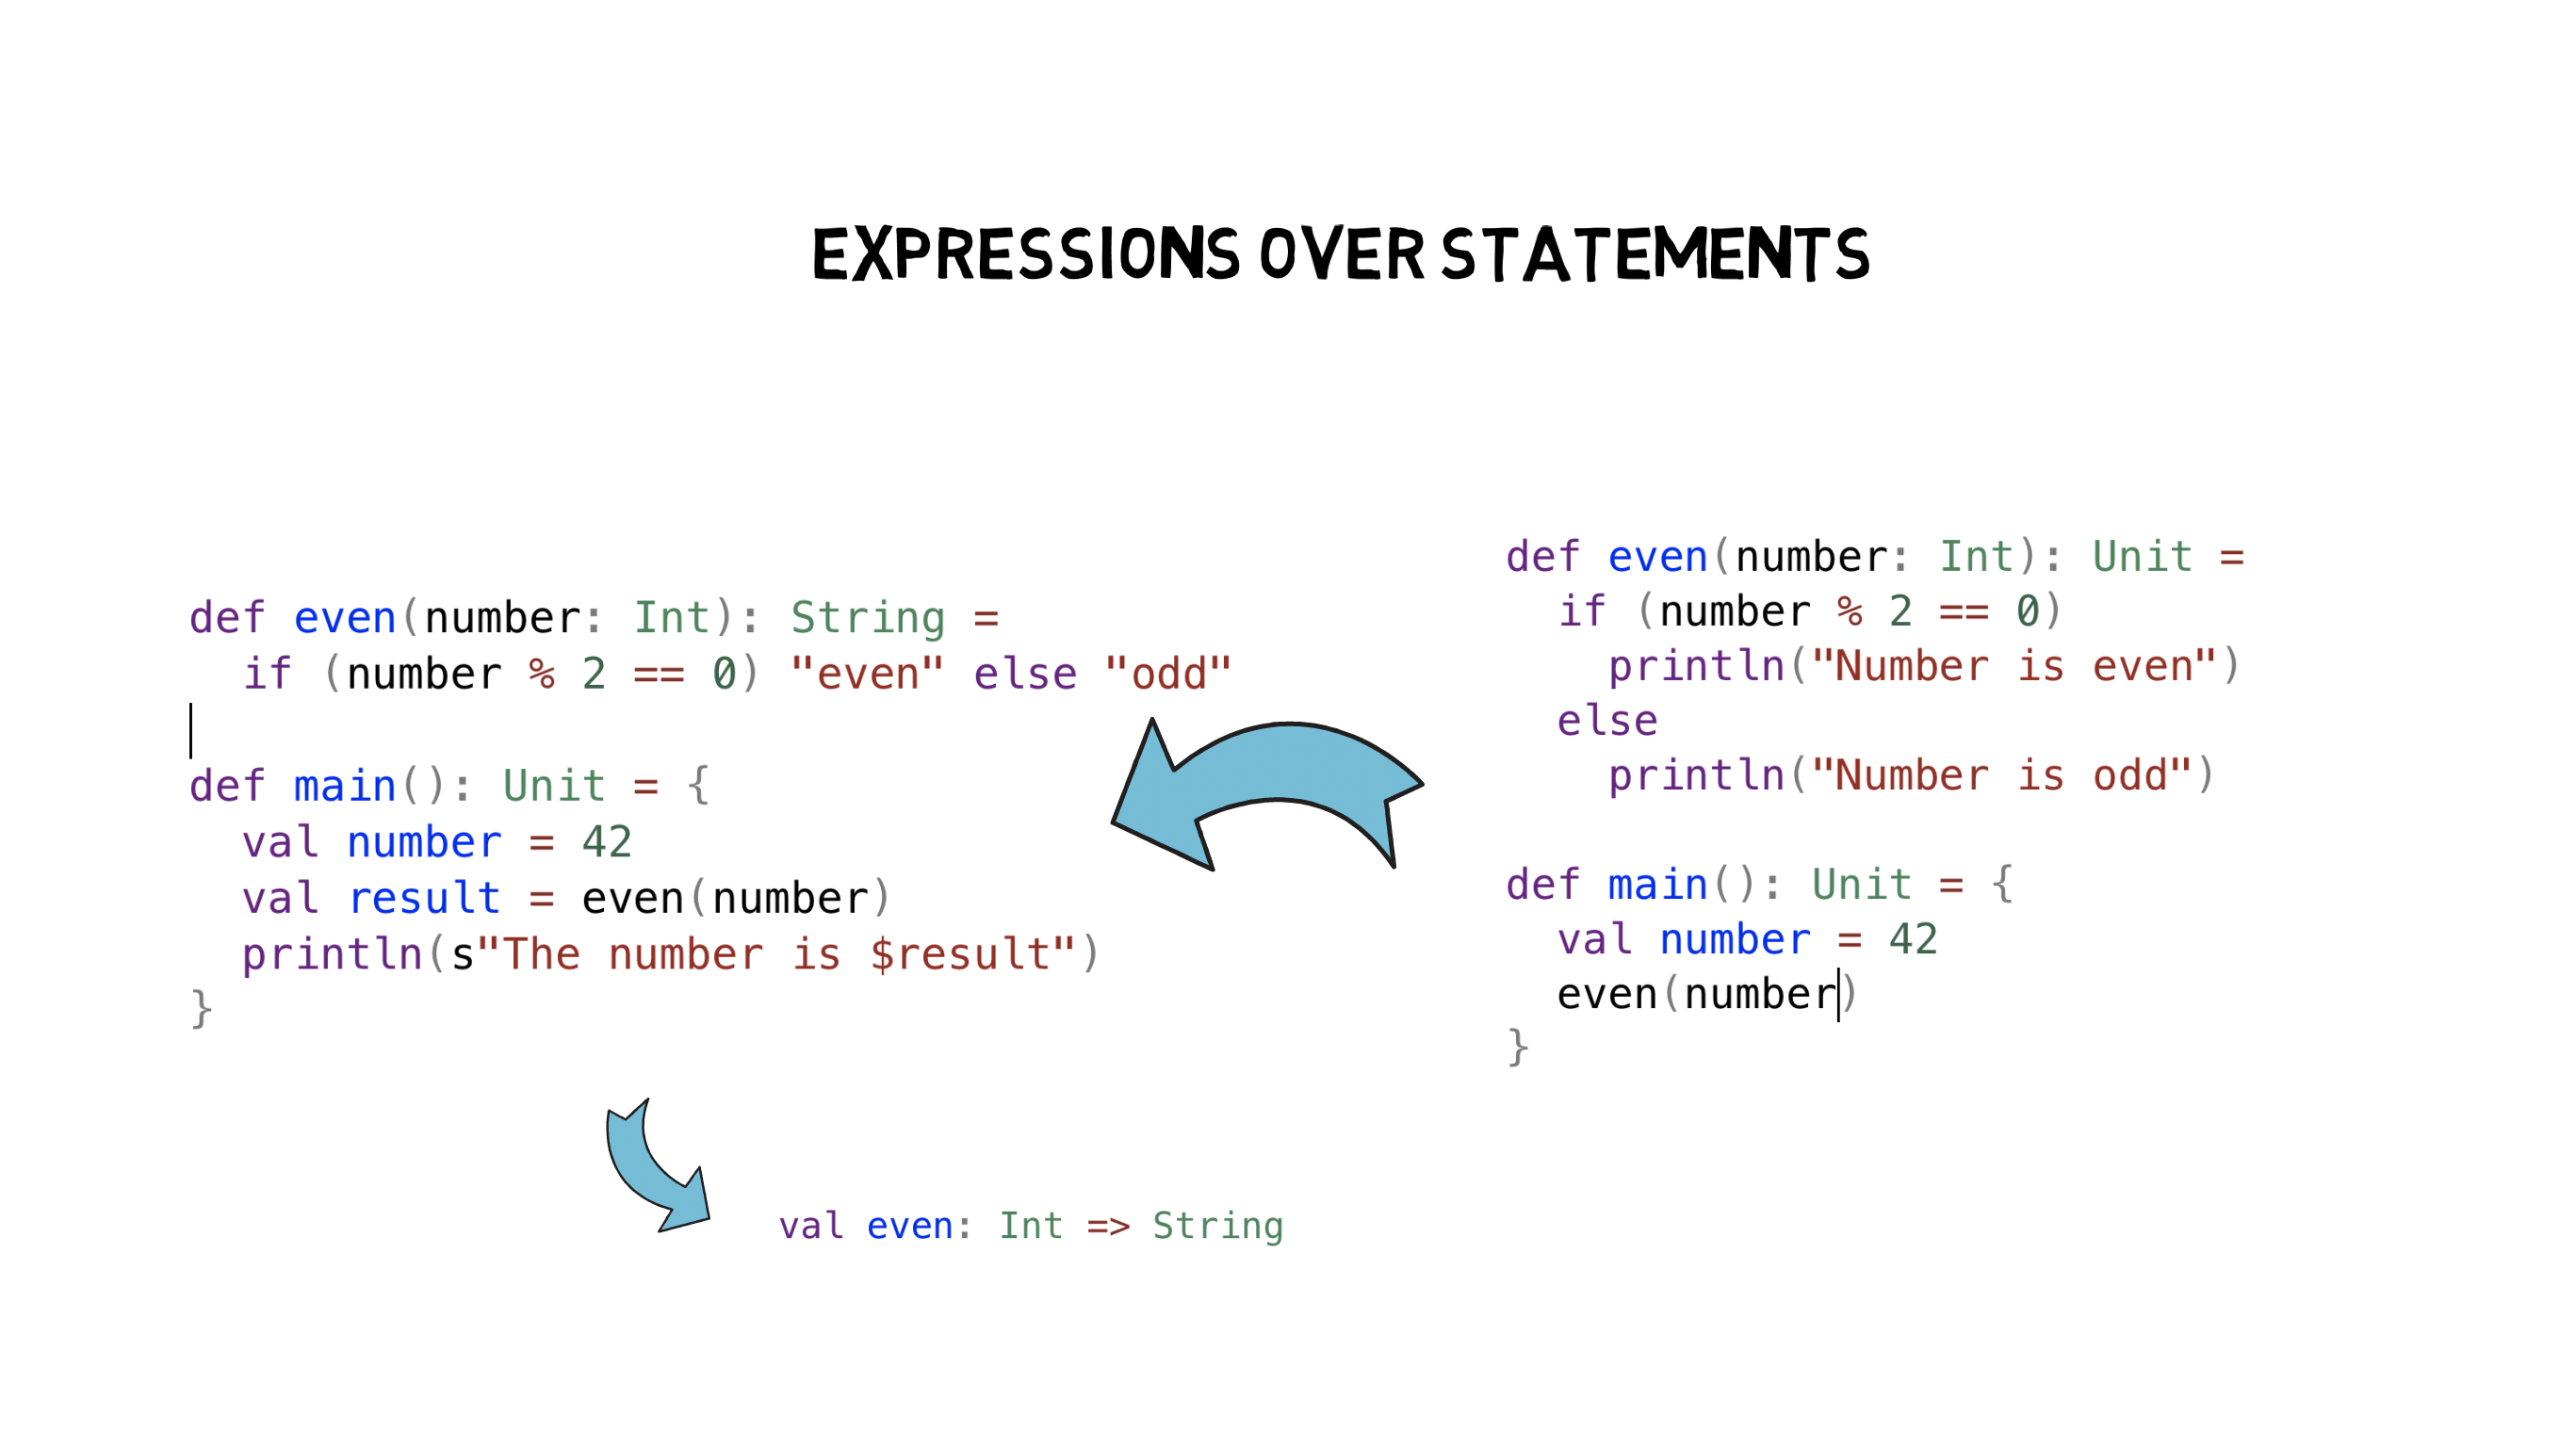 EXPRESSIONS OVER STATEMENTS
def even(number: Int): String =
  if (number % 2 == 0) "even" else "odd"

def main(): Unit = {
  val number = 42
  val result = even(number)
  println(s"The number is $result")
}
def even(number: Int): Unit =
  if (number % 2 == 0)
    println("Number is even")
  else
    println("Number is odd")

def main(): Unit = {
  val number = 42
  even(number)
}
val even: Int => String